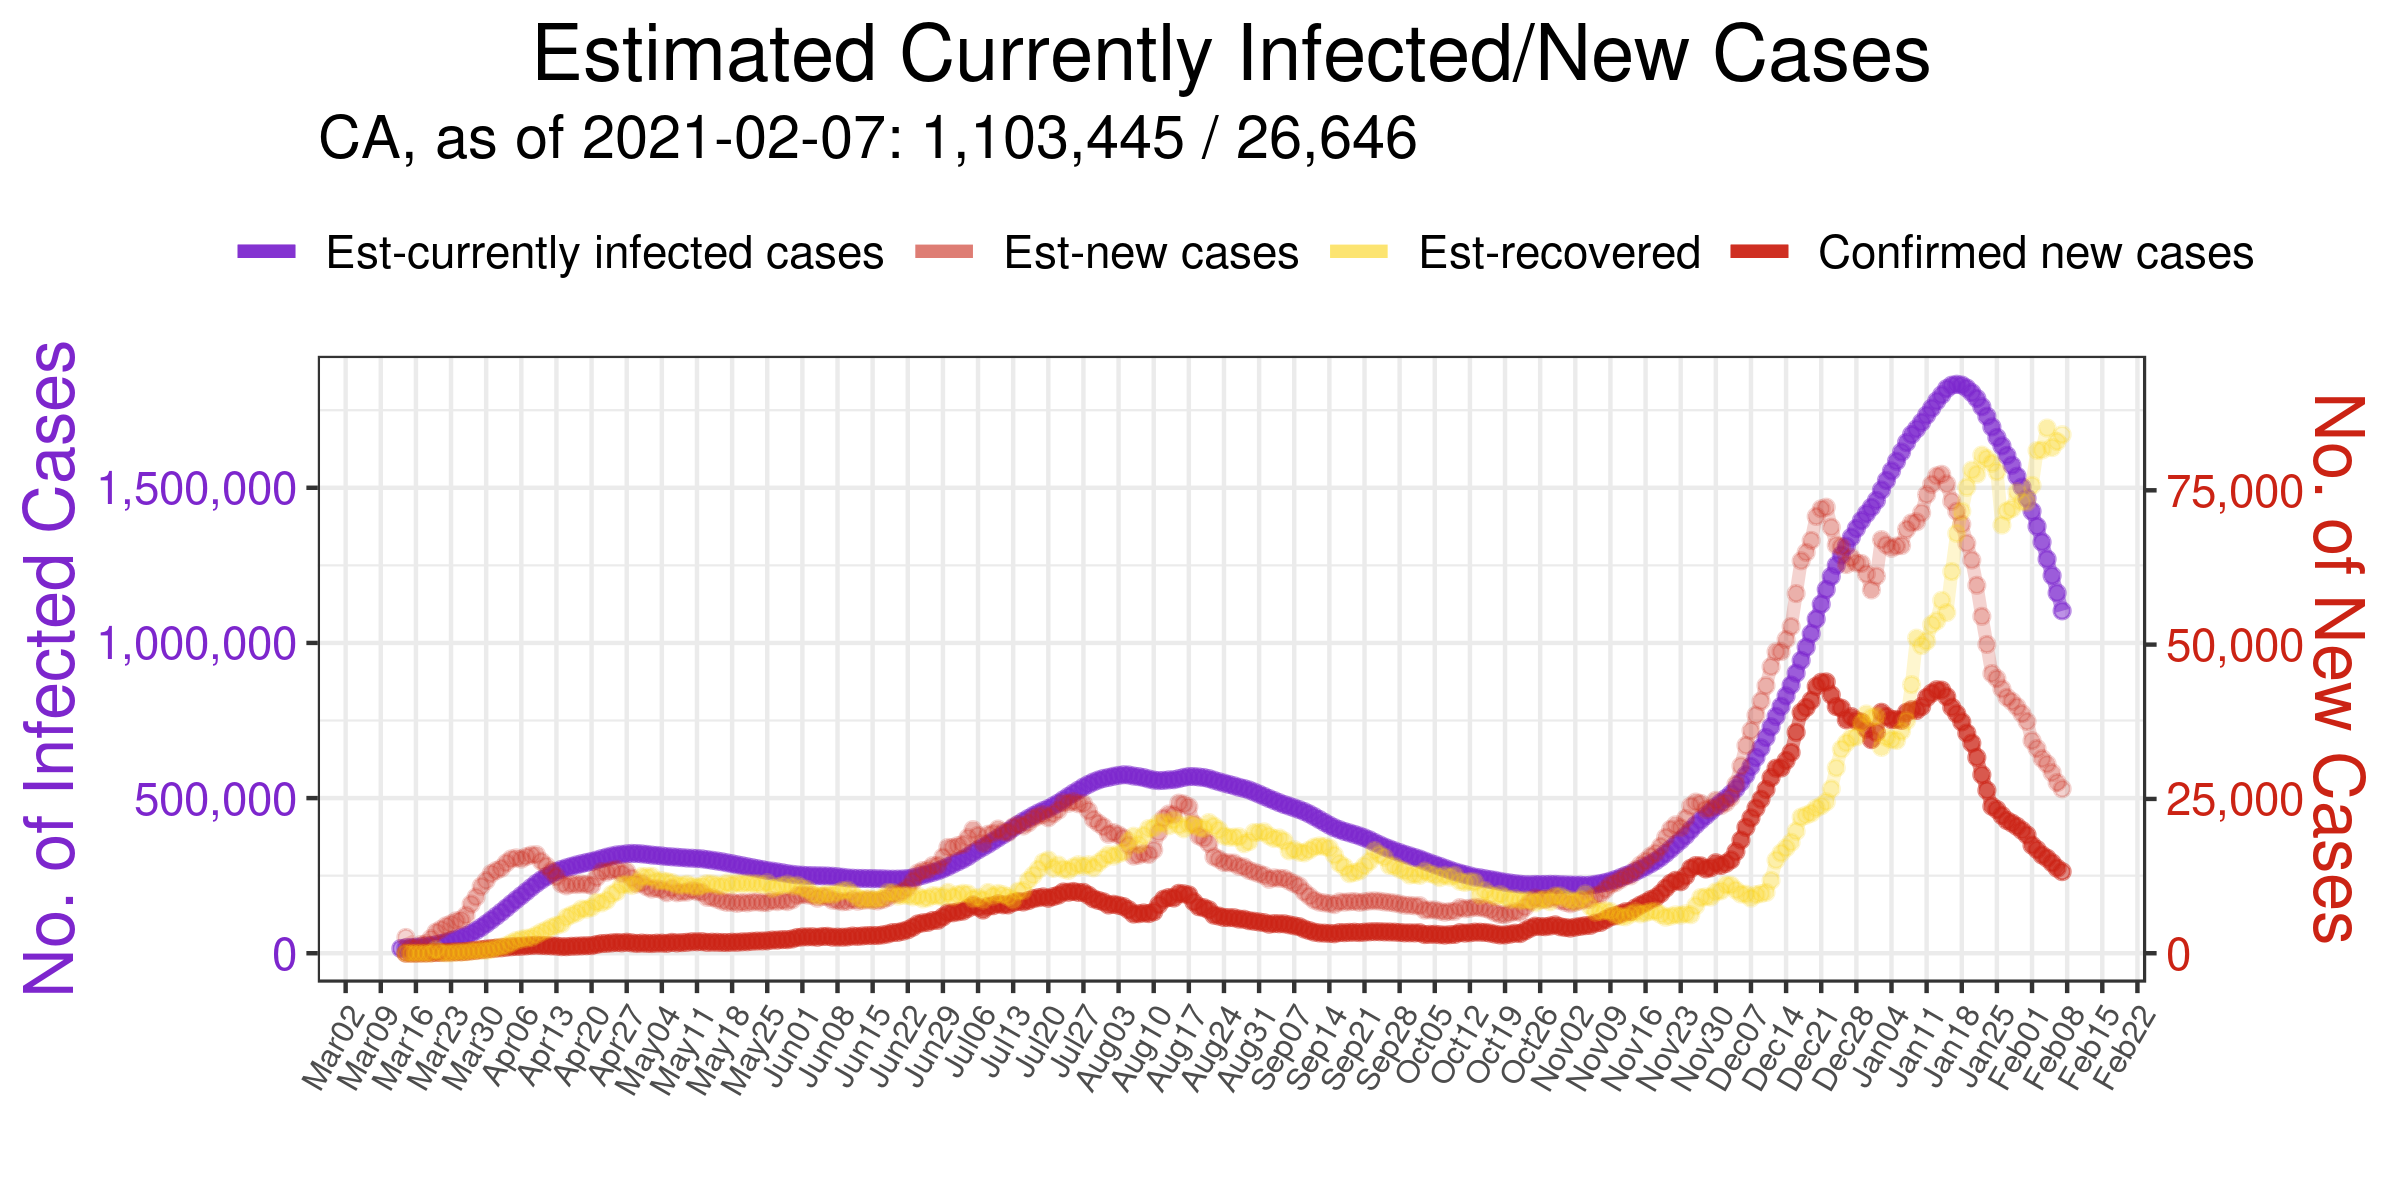 Estimated Currently Infected/New Cases
CA, as of 2021-02-07: 1,103,445 / 26,646
Est-currently infected cases Est-new cases Est-recovered Confirmed new cases
No. of Infected Cases
1,500,000
1,000,000
500,000
0
75,000
50,000
25,000
0
No. of New Cases
Mar02 Mar09 Mar16 Mar23 Mar30 Apr06 Apr13 Apr20 Apr27 May04 May11 May18 May25 Jun01 Jun08 Jun15 Jun22 Jun29 Jul06 Jul13 Jul20 Jul27 Aug03 Aug10 Aug17 Aug24 Aug31 Sep07 Sep14 Sep21 Sep28 Oct05 Oct12 Oct19 Oct26 Nov02 Nov09 Nov16 Nov23 Nov30 Dec07 Dec14 Dec21 Dec28 Jan04 Jan11 Jan18 Jan25 Feb01 Feb08 Feb15 Feb22